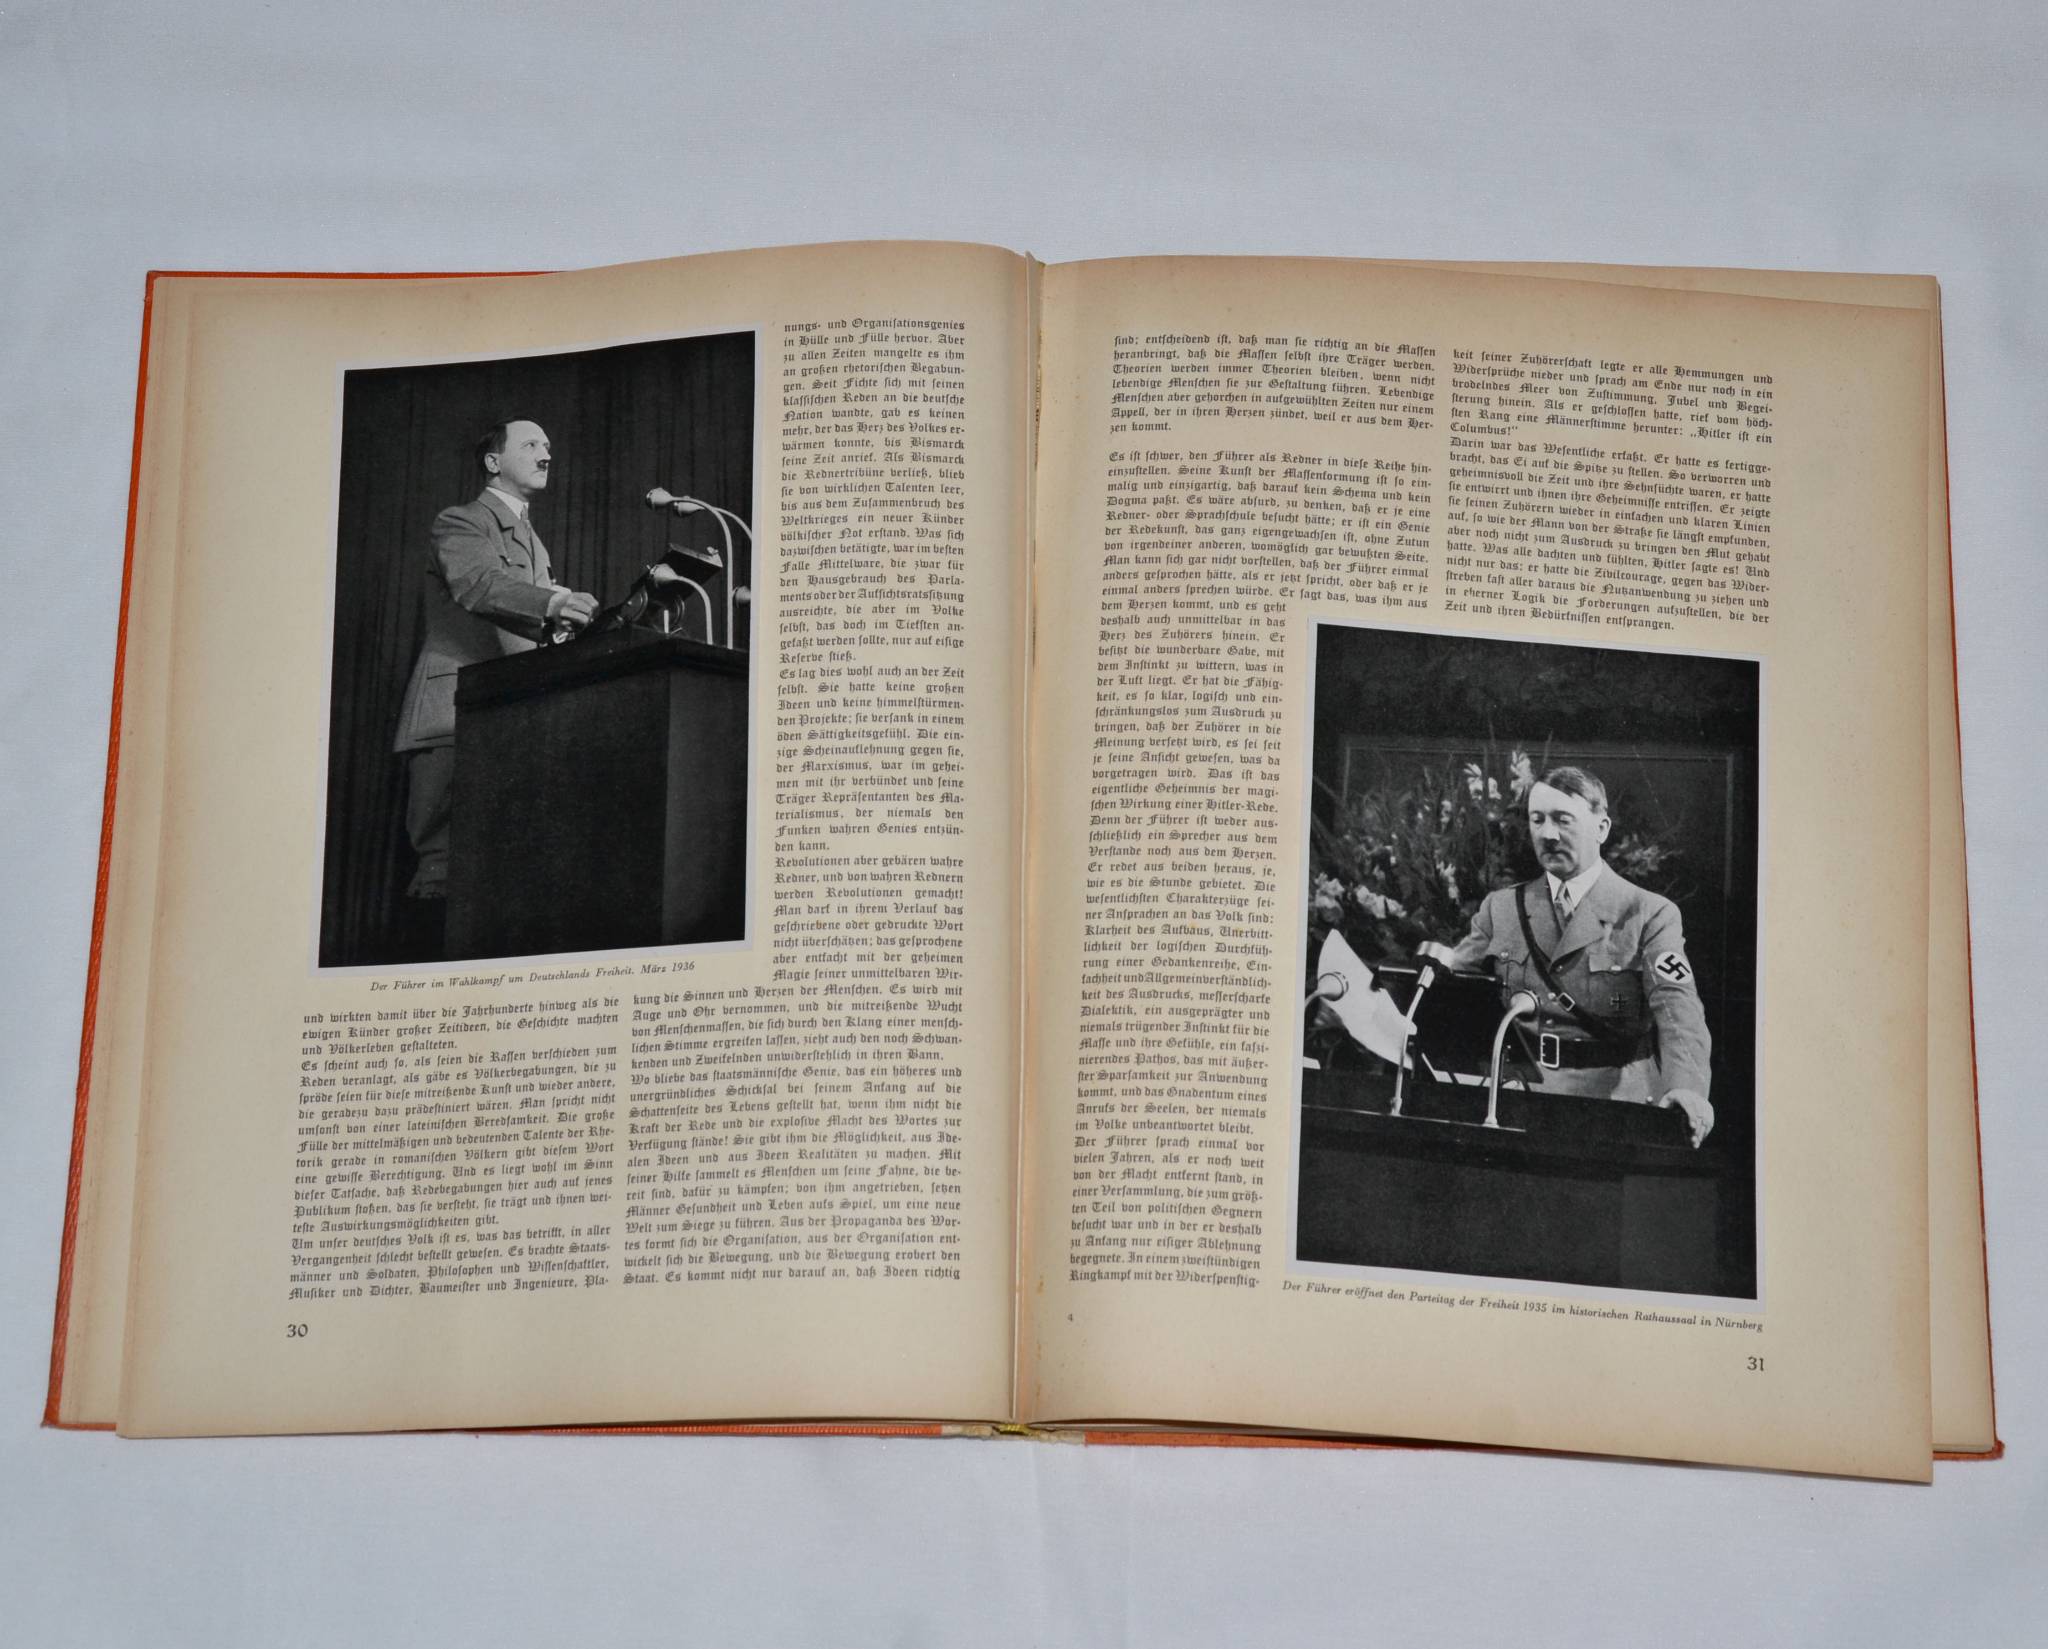 Der Führer im Wahlkampf um Deutschlands Freiheit. März 1936
und wirkten damit über die Jahrhunderte hinweg als die
ewigen Künder großer Zeitideen, die Geschichte machten
und Völkerleben gestalteten.
Es scheint auch so, als seien die Rassen verschieden zum
Reden veranlagt, als gäbe es Völkerbegabungen, die zu
spröde seien für diese mitreißende Kunst und wieder andere,
die geradezu dazu prädestiniert wären. Man spricht nicht
umsonst von einer lateinischen Beredsamkeit. Die große
Fülle der mittelmäßigen und bedeutenden Talente der Rhe-
torik gerade in romanischen Völkern gibt diesem Wort
eine gewisse Berechtigung. Und es liegt wohl im Sinn
dieser Tatsache, daß Redebegabungen hier auch auf jenes
Publikum stoßen, das sie versteht, sie trägt und ihnen wei-
teste Auswirkungsmöglichkeiten gibt.
Um unser deutsches Volk ist es, was das betrifft, in aller
Vergangenheit schlecht bestellt gewesen. Es brachte Staats-
männer und Soldaten, Philosophen und Wissenschaftler,
Musiker und Dichter, Baumeister und Ingenieure, Pla-
nungs- und Organisationsgenies
in Hülle und Fülle hervor. Aber
zu allen Zeiten mangelte es ihm
an großen rhetorischen Begabun-
gen. Seit Fichte sich mit seinen
klassischen Reden an die deutsche
Nation wandte, gab es keinen
mehr, der das Herz des Volkes er-
wärmen konnte, bis Bismarck
seine Zeit anrief. Als Bismarck
die Rednertribüne verließ, blieb
sie von wirklichen Talenten leer,
bis aus dem Zusammenbruch des
Weltkrieges ein neuer Künder
völkischer Not erstand. Was sich
dazwischen betätigte, war im besten
Falle Mittelware, die zwar für
den Hausgebrauch des Parla-
ments oder der Aufsichtsratssitzung
ausreichte, die aber im Volke
selbst, das doch im Tiefsten an-
gefaßt werden sollte, nur auf eisige
Reserve stieß.
Es lag dies wohl auch an der Zeit
selbst. Sie hatte keine großen
Ideen und keine himmelstürmen-
den Projekte; sie versank in einem
öden Sättigkeitsgefühl. Die ein-
zige Scheinauflehnung gegen sie,
der Marxismus, war im gehei-
men mit ihr verbündet und seine
Träger Repräsentanten des Ma-
terialismus, der niemals den
Funken wahren Genies entzün-
den kann.
Revolutionen aber gebären wahre
Redner, und von wahren Rednern
werden Revolutionen gemacht!
Man darf in ihrem Verlauf das
geschriebene oder gedruckte Wort
nicht überschätzen; das gesprochene
aber entfacht mit der geheimen
Magie seiner unmittelbaren Wir-
kung die Sinnen und Herzen der Menschen. Es wird mit
Auge und Ohr vernommen, und die mitreißende Wucht
von Menschenmassen, die sich durch den Klang einer mensch-
lichen Stimme ergreifen lassen, zieht auch den noch Schwan-
kenden und Zweifelnden unwiderstehlich in ihren Bann.
Wo bliebe das staatsmännische Genie, das ein höheres und
unergründliches Schicksal bei seinem Anfang auf die
Schattenseite des Lebens gestellt hat, wenn ihm nicht die
Kraft der Rede und die explosive Macht des Wortes zur
Verfügung stände! Sie gibt ihm die Möglichkeit, aus Ide-
alen Ideen und aus Ideen Realitäten zu machen. Mit
seiner Hilfe sammelt es Menschen um seine Fahne, die be-
reit sind, dafür zu kämpfen; von ihm angetrieben, setzen
Männer Gesundheit und Leben aufs Spiel, um eine neue
Welt zum Siege zu führen. Aus der Propaganda des Wor-
tes formt sich die Organisation, aus der Organisation ent-
wickelt sich die Bewegung, und die Bewegung erobert den
Staat. Es kommt nicht nur darauf an, daß Ideen richtig
30
sind; entscheidend ist, daß man sie richtig an die Massen
heranbringt, daß die Massen selbst ihre Träger werden.
Theorien werden immer Theorien bleiben, wenn nicht
lebendige Menschen sie zur Gestaltung führen. Lebendige
Menschen aber gehorchen in aufgewühlten Zeiten nur einem
Appell, der in ihren Herzen zündet, weil er aus dem Her-
zen kommt.
Es ist schwer, den Führer als Redner in diese Reihe hin-
einzustellen. Seine Kunst der Massenformung ist so ein-
malig und einzigartig, daß darauf kein Schema und kein
Dogma paßt. Es wäre absurd, zu denken, daß er je eine
Redner- oder Sprachschule besucht hätte; er ist ein Genie
der Redekunst, das ganz eigengewachsen ist, ohne Zutun
von irgendeiner anderen, womöglich gar bewußten Seite.
Man kann sich gar nicht vorstellen, daß der Führer einmal
anders gesprochen hätte, als er jetzt spricht, oder daß er je
einmal anders sprechen würde. Er sagt das, was ihm aus
dem Herzen kommt, und es geht
deshalb auch unmittelbar in das
Herz des Zuhörers hinein. Er
besitzt die wunderbare Gabe, mit
dem Instinkt zu wittern, was in
der Luft liegt. Er hat die Fähig-
keit, es so klar, logisch und ein-
schränkungslos zum Ausdruck zu
bringen, daß der Zuhörer in die
Meinung versetzt wird, es sei seit
je seine Ansicht gewesen, was da
vorgetragen wird. Das ist das
eigentliche Geheimnis der magi-
schen Wirkung einer Hitler-Rede.
Denn der Führer ist weder aus-
schließlich ein Sprecher aus dem
Verstande noch aus dem Herzen.
Er redet aus beiden heraus, je,
wie es die Stunde gebietet. Die
wesentlichsten Charakterzüge sei-
ner Ansprachen an das Volk sind:
Klarheit des Aufbaus, Unerbitt-
lichkeit der logischen Durchfüh-
rung einer Gedankenreihe, Ein-
fachheit und Allgemeinverständlich-
keit des Ausdrucks, messerscharfe
Dialektik, ein ausgeprägter und
niemals trügender Instinkt für die
Masse und ihre Gefühle, ein faszi-
nierendes Pathos, das mit äußer-
ster Sparsamkeit zur Anwendung
kommt, und das Gnadentum eines
Anrufs der Seelen, der niemals
im Volke unbeantwortet bleibt.
Der Führer sprach einmal vor
vielen Jahren, als er noch weit
von der Macht entfernt stand, in
einer Versammlung, die zum größ-
ten Teil von politischen Gegnern
besucht war und in der er deshalb
zu Anfang nur eisiger Ablehnung
begegnete. In einem zweistündigen
Ringkampf mit der Widerspenstig-
keit seiner Zuhörerschaft legte er alle Hemmungen und
Widersprüche nieder und sprach am Ende nur noch in ein
brodelndes Meer von Zustimmung, Jubel und Begei-
sterung hinein. Als er geschlossen hatte, rief vom höch-
sten Rang eine Männerstimme herunter: „Hitler ist ein
Columbus!“
Darin war das Wesentliche erfaßt. Er hatte es fertigge-
bracht, das Ei auf die Spitze zu stellen. So verworren und
geheimnisvoll die Zeit und ihre Sehnsüchte waren, er hatte
sie entwirrt und ihnen ihre Geheimnisse entrissen. Er zeigte
sie seinen Zuhörern wieder in einfachen und klaren Linien
auf, so wie der Mann von der Straße sie längst empfunden,
aber noch nicht zum Ausdruck zu bringen den Mut gehabt
hatte. Was alle dachten und fühlten, Hitler sagte es! Und
nicht nur das: er hatte die Zivilcourage, gegen das Wider-
streben fast aller daraus die Nutzanwendung zu ziehen und
in eherner Logik die Forderungen aufzustellen, die der
Zeit und ihren Bedürfnissen entsprangen.
Der Führer eröffnet den Parteitag der Freiheit 1935 im historischen Rathaussaal in Nürnberg
4
31